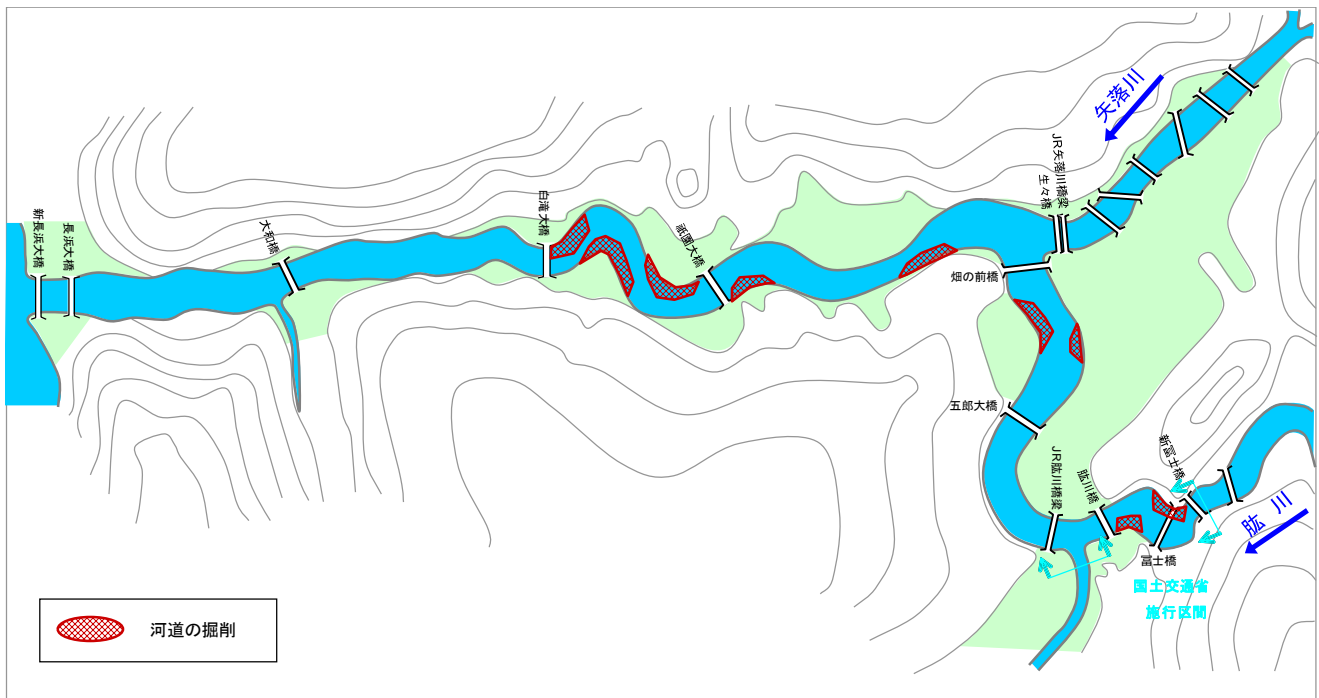 矢落川
JR矢落川橋梁
生々橋
白滝大橋
祇園大橋
新長浜大橋
長浜大橋
大和橋
畑の前橋
五郎大橋
新冨士橋
JR肱川橋梁
肱川橋
肱川
冨士橋
国土交通省
施行区間
河道の掘削